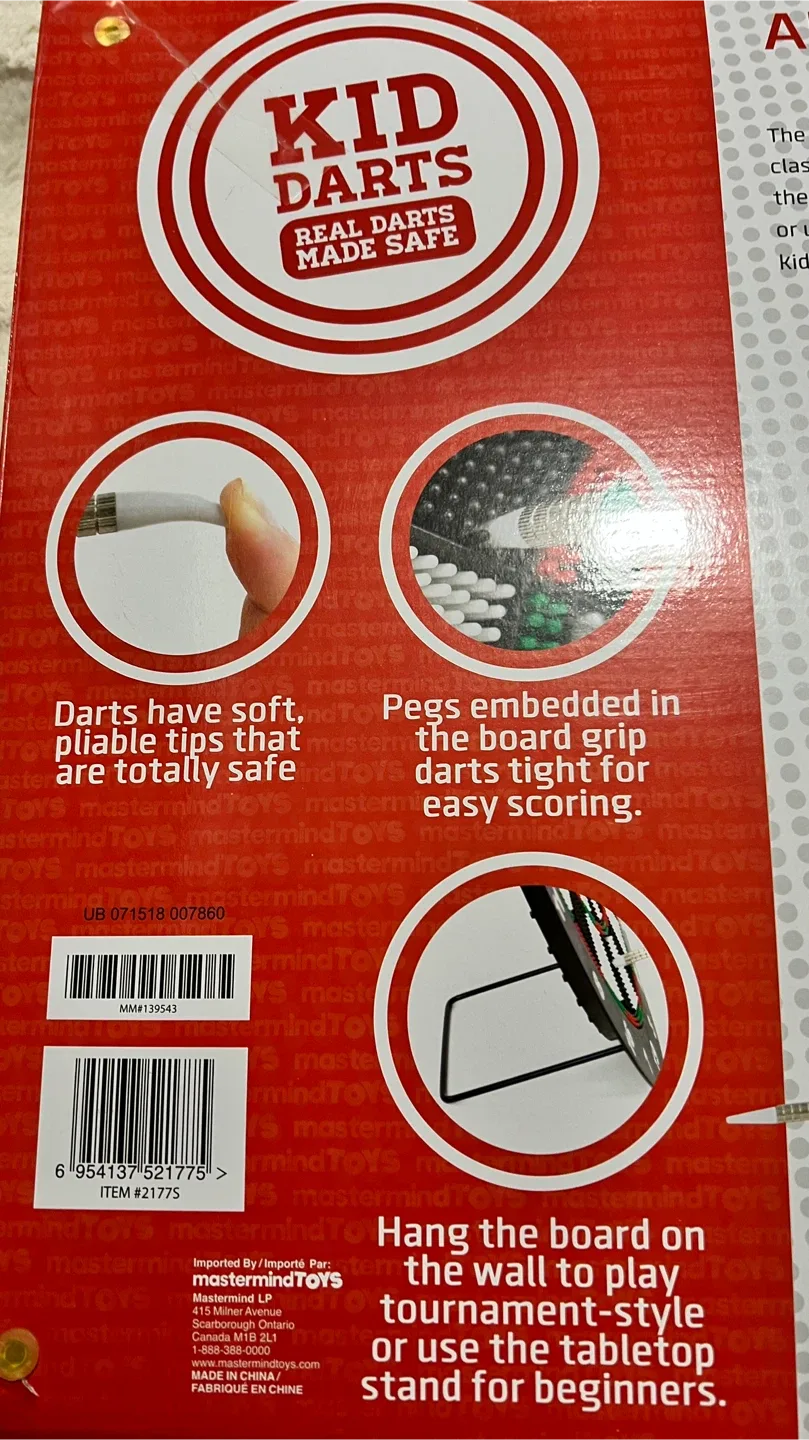 KID
DARTS
REAL DARTS
MADE SAFE
A
The
clas
the
or u
Kid
Darts have soft,
pliable tips that
are totally safe
Pegs embedded in
the board grip
darts tight for
easy scoring.
UB 071518 007860
MM#139543
6 954137 521775 >
ITEM #2177S
Imported By / Importé Par:
mastermindTOYS
Mastermind LP
415 Milner Avenue
Scarborough Ontario
Canada M1B 2L1
1-888-388-0000
www.mastermindtoys.com
MADE IN CHINA /
FABRIQUÉ EN CHINE
Hang the board on
the wall to play
tournament-style
or use the tabletop
stand for beginners.